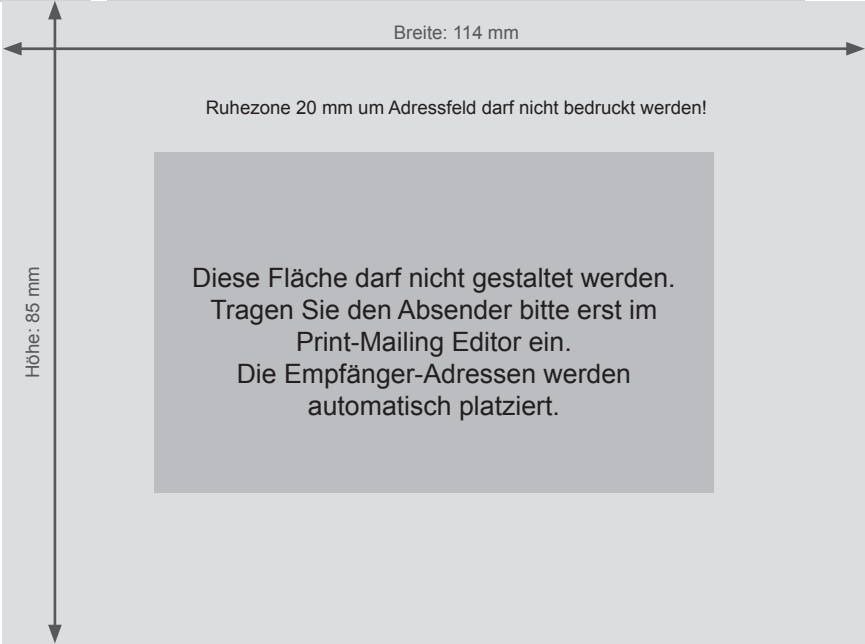 Breite: 114 mm
Ruhezone 20 mm um Adressfeld darf nicht bedruckt werden!
Höhe: 85 mm
Diese Fläche darf nicht gestaltet werden.
Tragen Sie den Absender bitte erst im
Print-Mailing Editor ein.
Die Empfänger-Adressen werden
automatisch platziert.